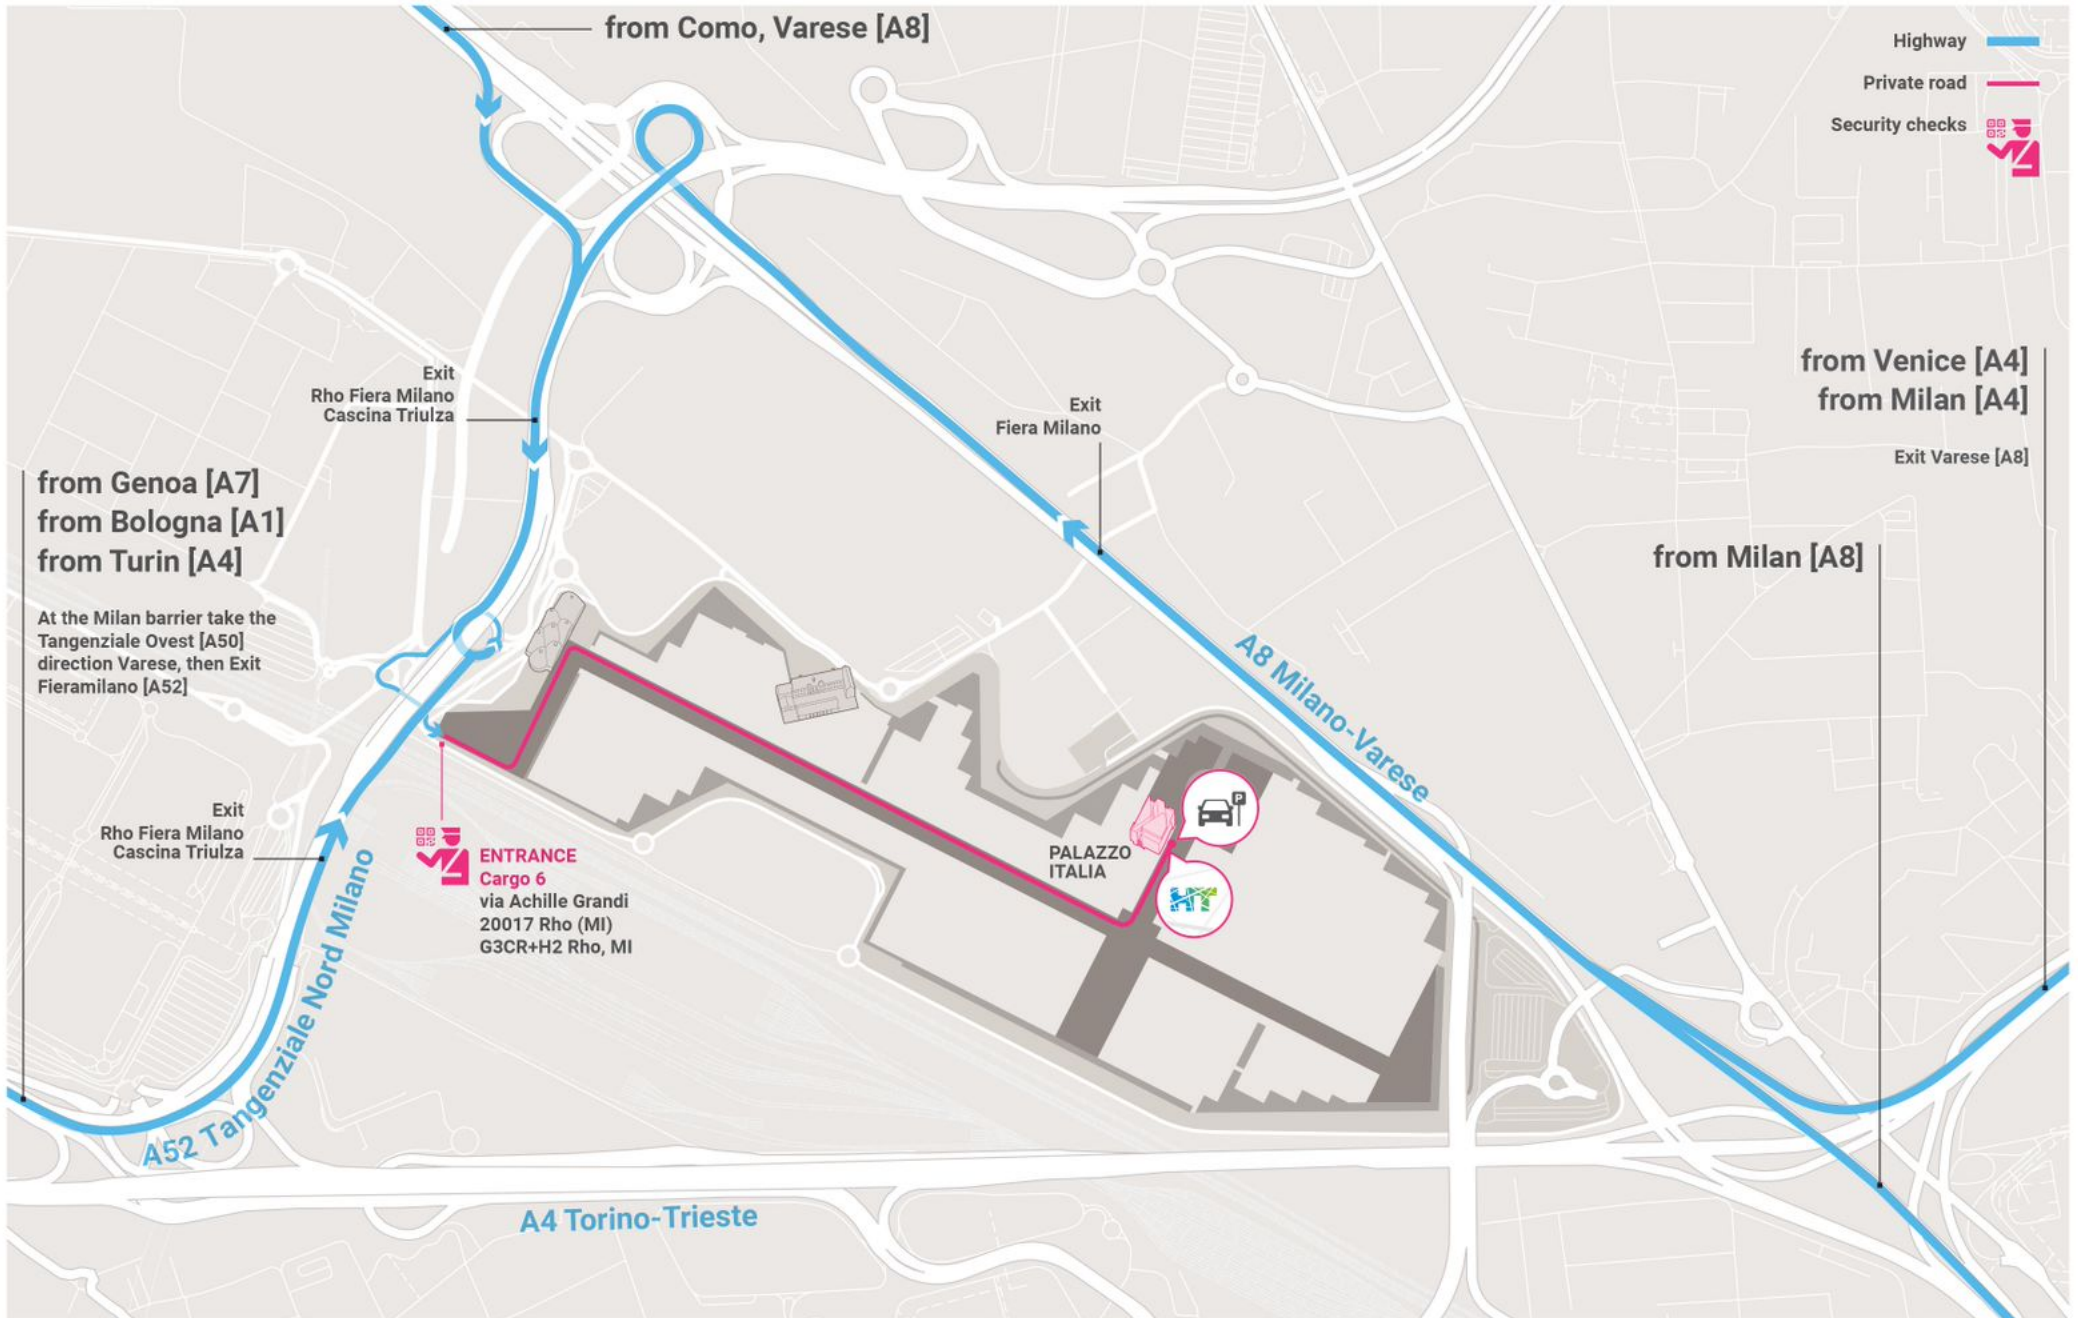 from Como, Varese [A8]
Highway
Private road
Security checks
Exit
Rho Fiera Milano
Cascina Triulza
Exit
Fiera Milano
from Venice [A4]
from Milan [A4]
Exit Varese [A8]
from Genoa [A7]
from Bologna [A1]
from Turin [A4]
At the Milan barrier take the
Tangenziale Ovest [A50]
direction Varese, then Exit
Fieramilano [A52]
from Milan [A8]
A8 Milano-Varese
P
PALAZZO
ITALIA
HT
Exit
Rho Fiera Milano
Cascina Triulza
ENTRANCE
Cargo 6
via Achille Grandi
20017 Rho (MI)
G3CR+H2 Rho, MI
A52 Tangenziale Nord Milano
A4 Torino-Trieste